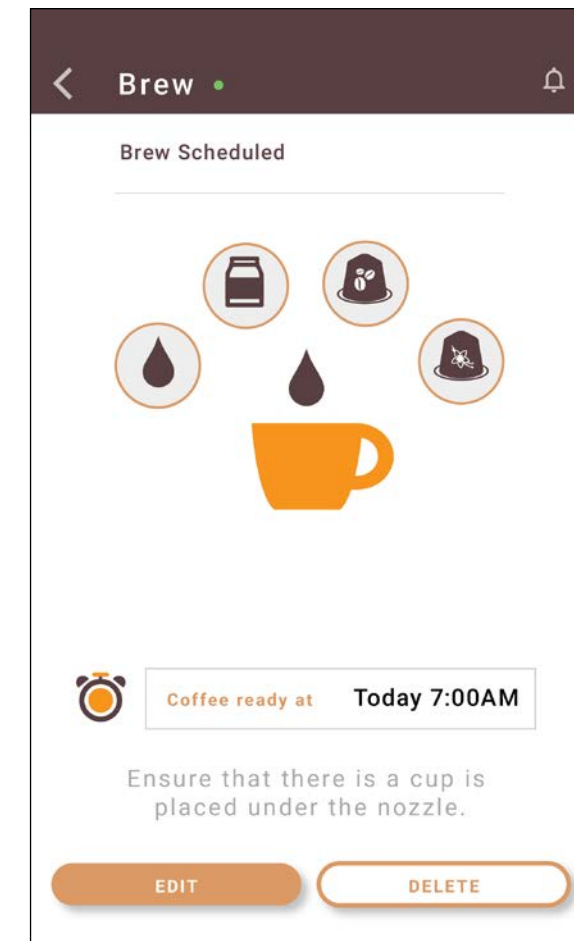 Brew
Brew Scheduled
Coffee ready at Today 7:00AM
Ensure that there is a cup is
placed under the nozzle.
EDIT DELETE